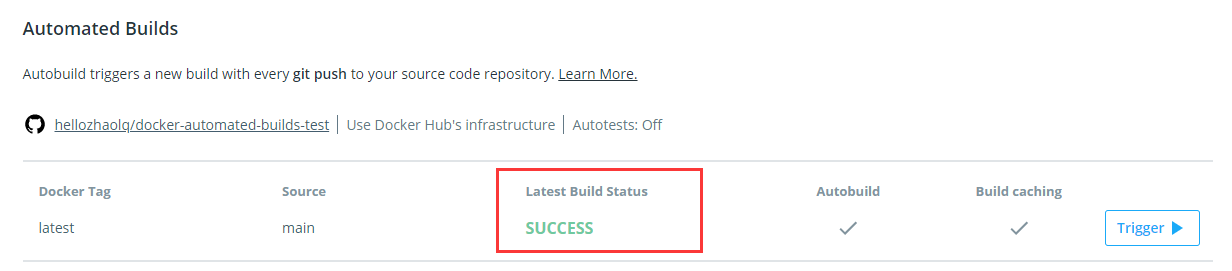 Automated Builds
Autobuild triggers a new build with every git push to your source code repository. Learn More.
hellozhaolq/docker-automated-builds-test | Use Docker Hub's infrastructure | Autotests: Off
Docker Tag Source Latest Build Status Autobuild Build caching
latest main SUCCESS Trigger